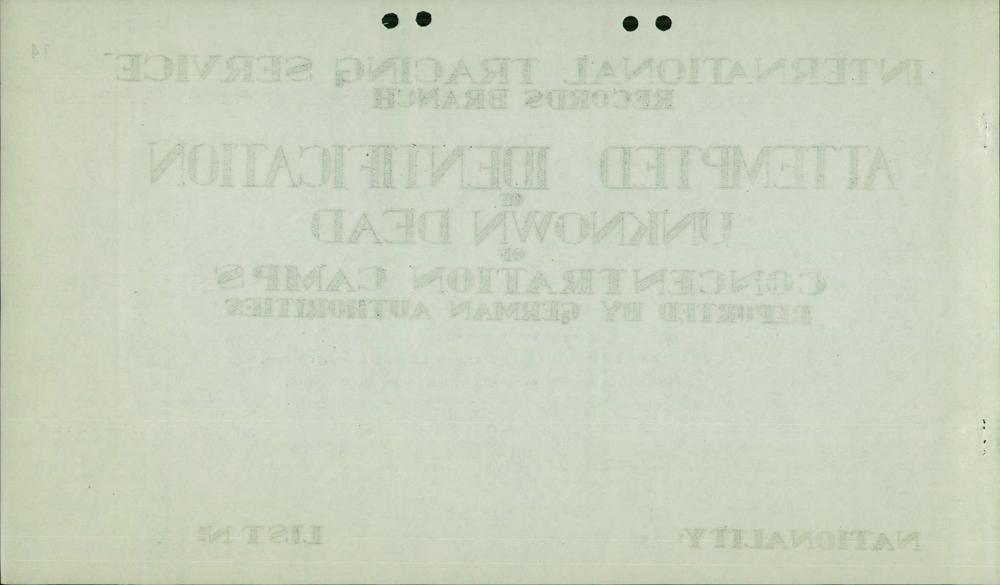 14
INTERNATIONAL TRACING SERVICE
RECORDS BRANCH
ATTEMPTED IDENTIFICATION
OF
UNKNOWN DEAD
OF
CONCENTRATION CAMPS
REPORTED BY GERMAN AUTHORITIES
NATIONALITY: LIST Nº